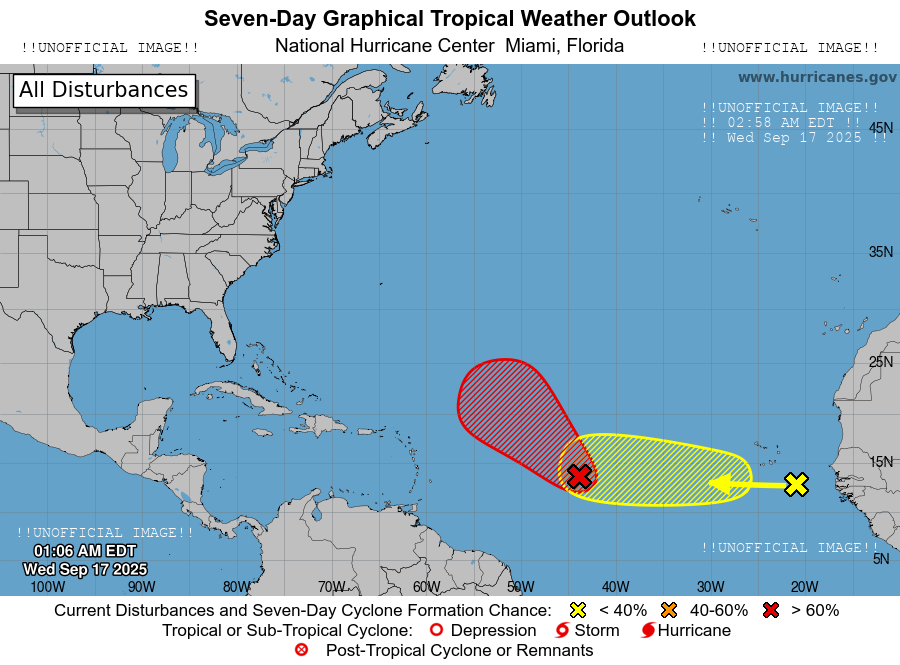 Seven-Day Graphical Tropical Weather Outlook
!!UNOFFICIAL IMAGE!!
National Hurricane Center  Miami, Florida
!!UNOFFICIAL IMAGE!!
All Disturbances
www.hurricanes.gov
!!UNOFFICIAL IMAGE!!
!! 02:58 AM EDT !!
!! Wed Sep 17 2025 !!
45N
35N
25N
15N
!!UNOFFICIAL IMAGE!!
01:06 AM EDT
Wed Sep 17 2025
!!UNOFFICIAL IMAGE!!
5N
100W 90W 80W 70W 60W 50W 40W 30W 20W
Current Disturbances and Seven-Day Cyclone Formation Chance: < 40% 40-60% > 60%
Tropical or Sub-Tropical Cyclone: Depression Storm Hurricane
Post-Tropical Cyclone or Remnants